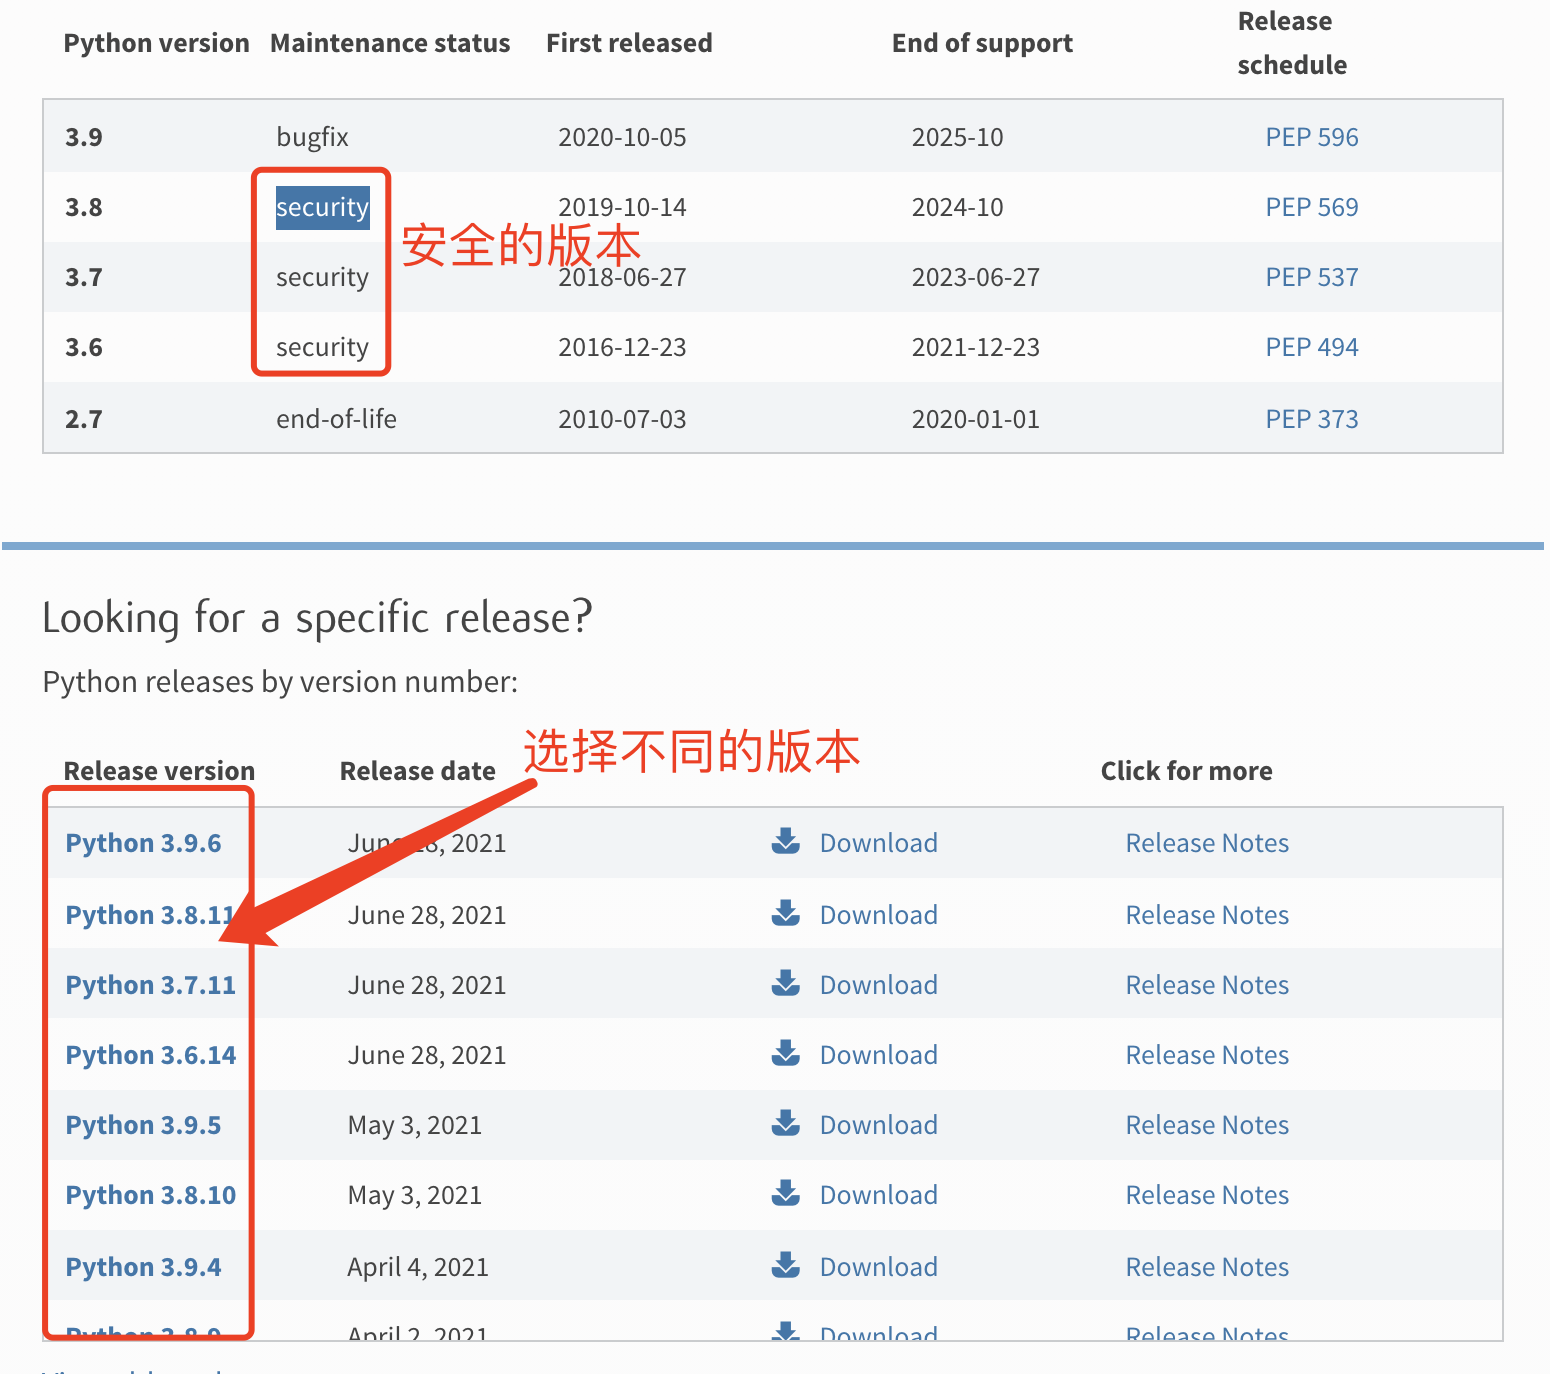 Python version Maintenance status First released End of support Release schedule
3.9 bugfix 2020-10-05 2025-10 PEP 596
3.8 security 2019-10-14 2024-10 PEP 569
安全的版本
3.7 security 2018-06-27 2023-06-27 PEP 537
3.6 security 2016-12-23 2021-12-23 PEP 494
2.7 end-of-life 2010-07-03 2020-01-01 PEP 373
Looking for a specific release?
Python releases by version number:
选择不同的版本
Release version Release date Click for more
Python 3.9.6 June 28, 2021 Download Release Notes
Python 3.8.11 June 28, 2021 Download Release Notes
Python 3.7.11 June 28, 2021 Download Release Notes
Python 3.6.14 June 28, 2021 Download Release Notes
Python 3.9.5 May 3, 2021 Download Release Notes
Python 3.8.10 May 3, 2021 Download Release Notes
Python 3.9.4 April 4, 2021 Download Release Notes
Python 3.8.9 April 2, 2021 Download Release Notes